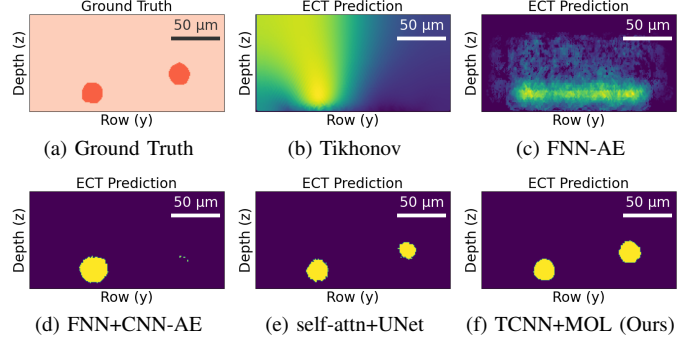 Ground Truth
50 μm
Depth (z)
Row (y)
(a) Ground Truth
ECT Prediction
50 μm
Depth (z)
Row (y)
(b) Tikhonov
ECT Prediction
50 μm
Depth (z)
Row (y)
(c) FNN-AE
ECT Prediction
50 μm
Depth (z)
Row (y)
(d) FNN+CNN-AE
ECT Prediction
50 μm
Depth (z)
Row (y)
(e) self-attn+UNet
ECT Prediction
50 μm
Depth (z)
Row (y)
(f) TCNN+MOL (Ours)